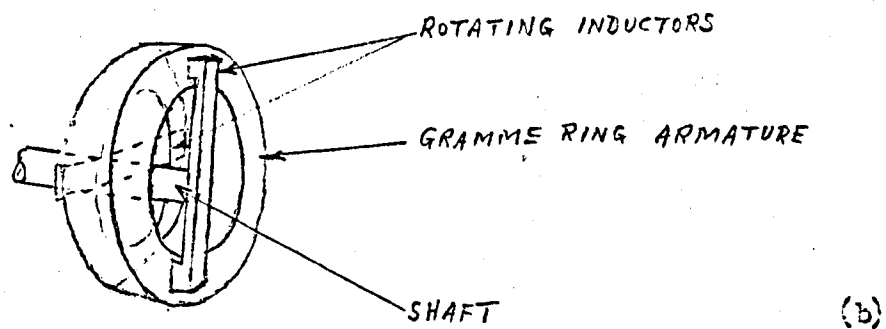 ROTATING INDUCTORS
GRAMME RING ARMATURE
SHAFT
(b)